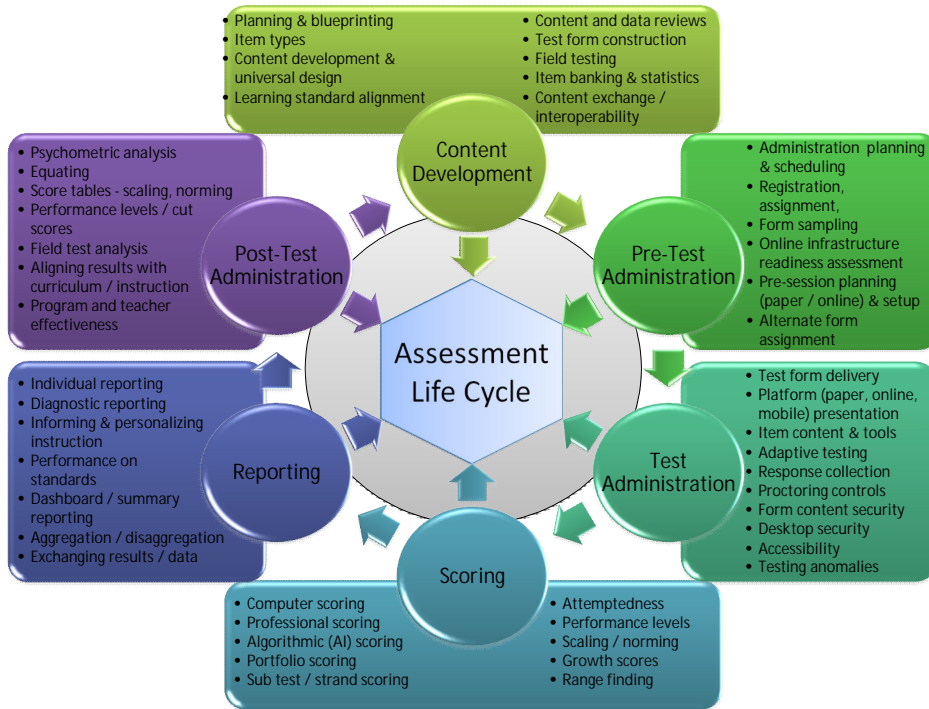 • Planning & blueprinting
• Item types
• Content development &
universal design
• Learning standard alignment
• Content and data reviews
• Test form construction
• Field testing
• Item banking & statistics
• Content exchange /
interoperability
Content
Development
• Psychometric analysis
• Equating
• Score tables - scaling, norming
• Performance levels / cut
scores
• Field test analysis
• Aligning results with
curriculum / instruction
• Program and teacher
effectiveness
Post-Test
Administration
Pre-Test
Administration
• Administration planning
& scheduling
• Registration,
assignment,
• Form sampling
• Online infrastructure
readiness assessment
• Pre-session planning
(paper / online) & setup
• Alternate form
assignment
Assessment
Life Cycle
• Individual reporting
• Diagnostic reporting
• Informing & personalizing
instruction
• Performance on
standards
• Dashboard / summary
reporting
• Aggregation / disaggregation
• Exchanging results / data
Reporting
Test
Administration
• Test form delivery
• Platform (paper, online,
mobile) presentation
• Item content & tools
• Adaptive testing
• Response collection
• Proctoring controls
• Form content security
• Desktop security
• Accessibility
• Testing anomalies
Scoring
• Computer scoring
• Professional scoring
• Algorithmic (AI) scoring
• Portfolio scoring
• Sub test / strand scoring
• Attemptedness
• Performance levels
• Scaling / norming
• Growth scores
• Range finding